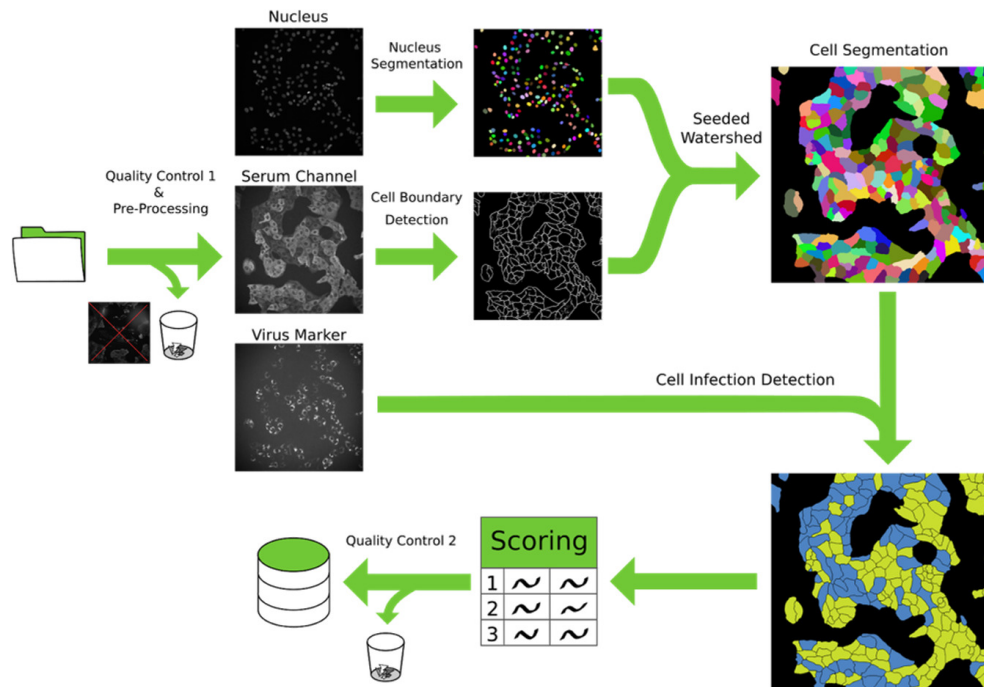 Nucleus
Nucleus
Segmentation
Cell Segmentation
Seeded
Watershed
Quality Control 1
&
Pre-Processing
Serum Channel
Cell Boundary
Detection
Virus Marker
Cell Infection Detection
Quality Control 2
Scoring
1
2
3